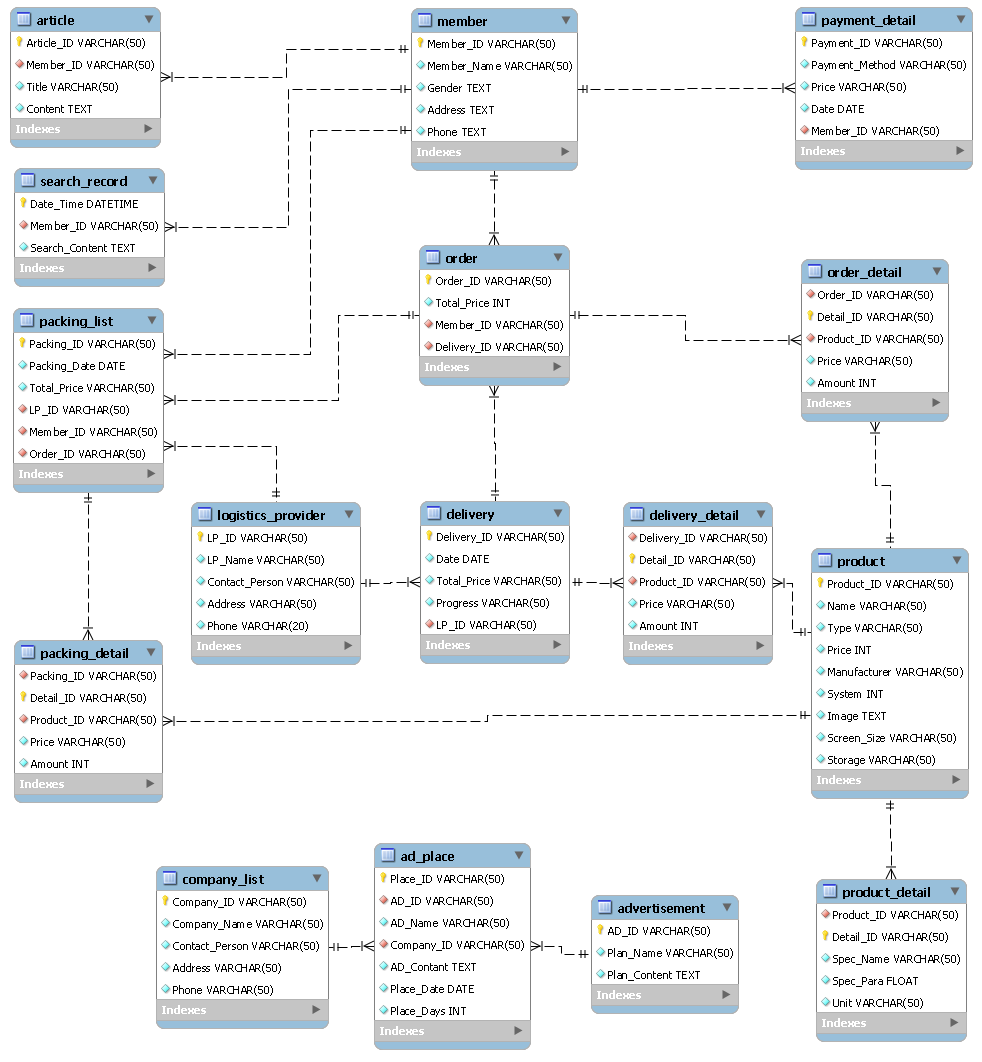 article
Article_ID VARCHAR(50)
Member_ID VARCHAR(50)
Title VARCHAR(50)
Content TEXT
Indexes
member
Member_ID VARCHAR(50)
Member_Name VARCHAR(50)
Gender TEXT
Address TEXT
Phone TEXT
Indexes
payment_detail
Payment_ID VARCHAR(50)
Payment_Method VARCHAR(50)
Price VARCHAR(50)
Date DATE
Member_ID VARCHAR(50)
Indexes
search_record
Date_Time DATETIME
Member_ID VARCHAR(50)
Search_Content TEXT
Indexes
order
Order_ID VARCHAR(50)
Total_Price INT
Member_ID VARCHAR(50)
Delivery_ID VARCHAR(50)
Indexes
order_detail
Order_ID VARCHAR(50)
Detail_ID VARCHAR(50)
Product_ID VARCHAR(50)
Price VARCHAR(50)
Amount INT
Indexes
packing_list
Packing_ID VARCHAR(50)
Packing_Date DATE
Total_Price VARCHAR(50)
LP_ID VARCHAR(50)
Member_ID VARCHAR(50)
Order_ID VARCHAR(50)
Indexes
logistics_provider
LP_ID VARCHAR(50)
LP_Name VARCHAR(50)
Contact_Person VARCHAR(50)
Address VARCHAR(50)
Phone VARCHAR(20)
Indexes
delivery
Delivery_ID VARCHAR(50)
Date DATE
Total_Price VARCHAR(50)
Progress VARCHAR(50)
LP_ID VARCHAR(50)
Indexes
delivery_detail
Delivery_ID VARCHAR(50)
Detail_ID VARCHAR(50)
Product_ID VARCHAR(50)
Price VARCHAR(50)
Amount INT
Indexes
product
Product_ID VARCHAR(50)
Name VARCHAR(50)
Type VARCHAR(50)
Price INT
Manufacturer VARCHAR(50)
System INT
Image TEXT
Screen_Size VARCHAR(50)
Storage VARCHAR(50)
Indexes
packing_detail
Packing_ID VARCHAR(50)
Detail_ID VARCHAR(50)
Product_ID VARCHAR(50)
Price VARCHAR(50)
Amount INT
Indexes
company_list
Company_ID VARCHAR(50)
Company_Name VARCHAR(50)
Contact_Person VARCHAR(50)
Address VARCHAR(50)
Phone VARCHAR(50)
Indexes
ad_place
Place_ID VARCHAR(50)
AD_ID VARCHAR(50)
AD_Name VARCHAR(50)
Company_ID VARCHAR(50)
AD_Contant TEXT
Place_Date DATE
Place_Days INT
Indexes
advertisement
AD_ID VARCHAR(50)
Plan_Name VARCHAR(50)
Plan_Content TEXT
Indexes
product_detail
Product_ID VARCHAR(50)
Detail_ID VARCHAR(50)
Spec_Name VARCHAR(50)
Spec_Para FLOAT
Unit VARCHAR(50)
Indexes